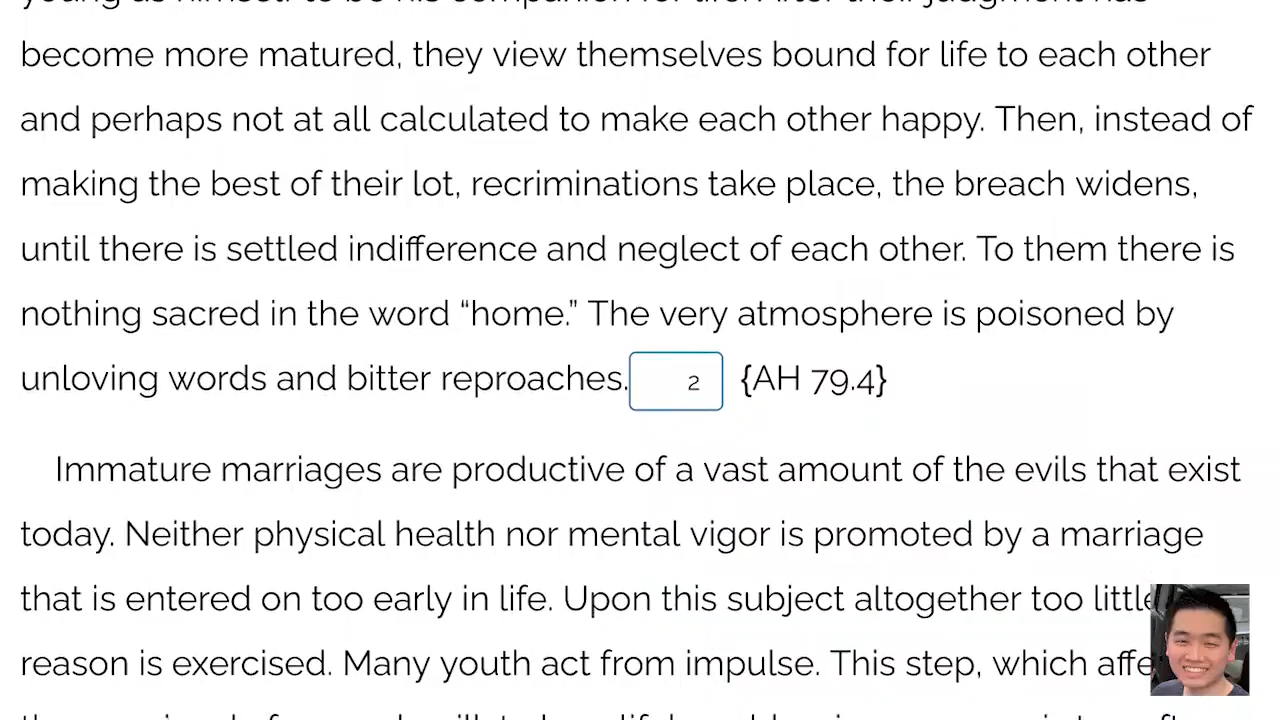 become more matured, they view themselves bound for life to each other
and perhaps not at all calculated to make each other happy. Then, instead of
making the best of their lot, recriminations take place, the breach widens,
until there is settled indifference and neglect of each other. To them there is
nothing sacred in the word “home.” The very atmosphere is poisoned by
unloving words and bitter reproaches. 2 {AH 79.4}
Immature marriages are productive of a vast amount of the evils that exist
today. Neither physical health nor mental vigor is promoted by a marriage
that is entered on too early in life. Upon this subject altogether too little
reason is exercised. Many youth act from impulse. This step, which affe